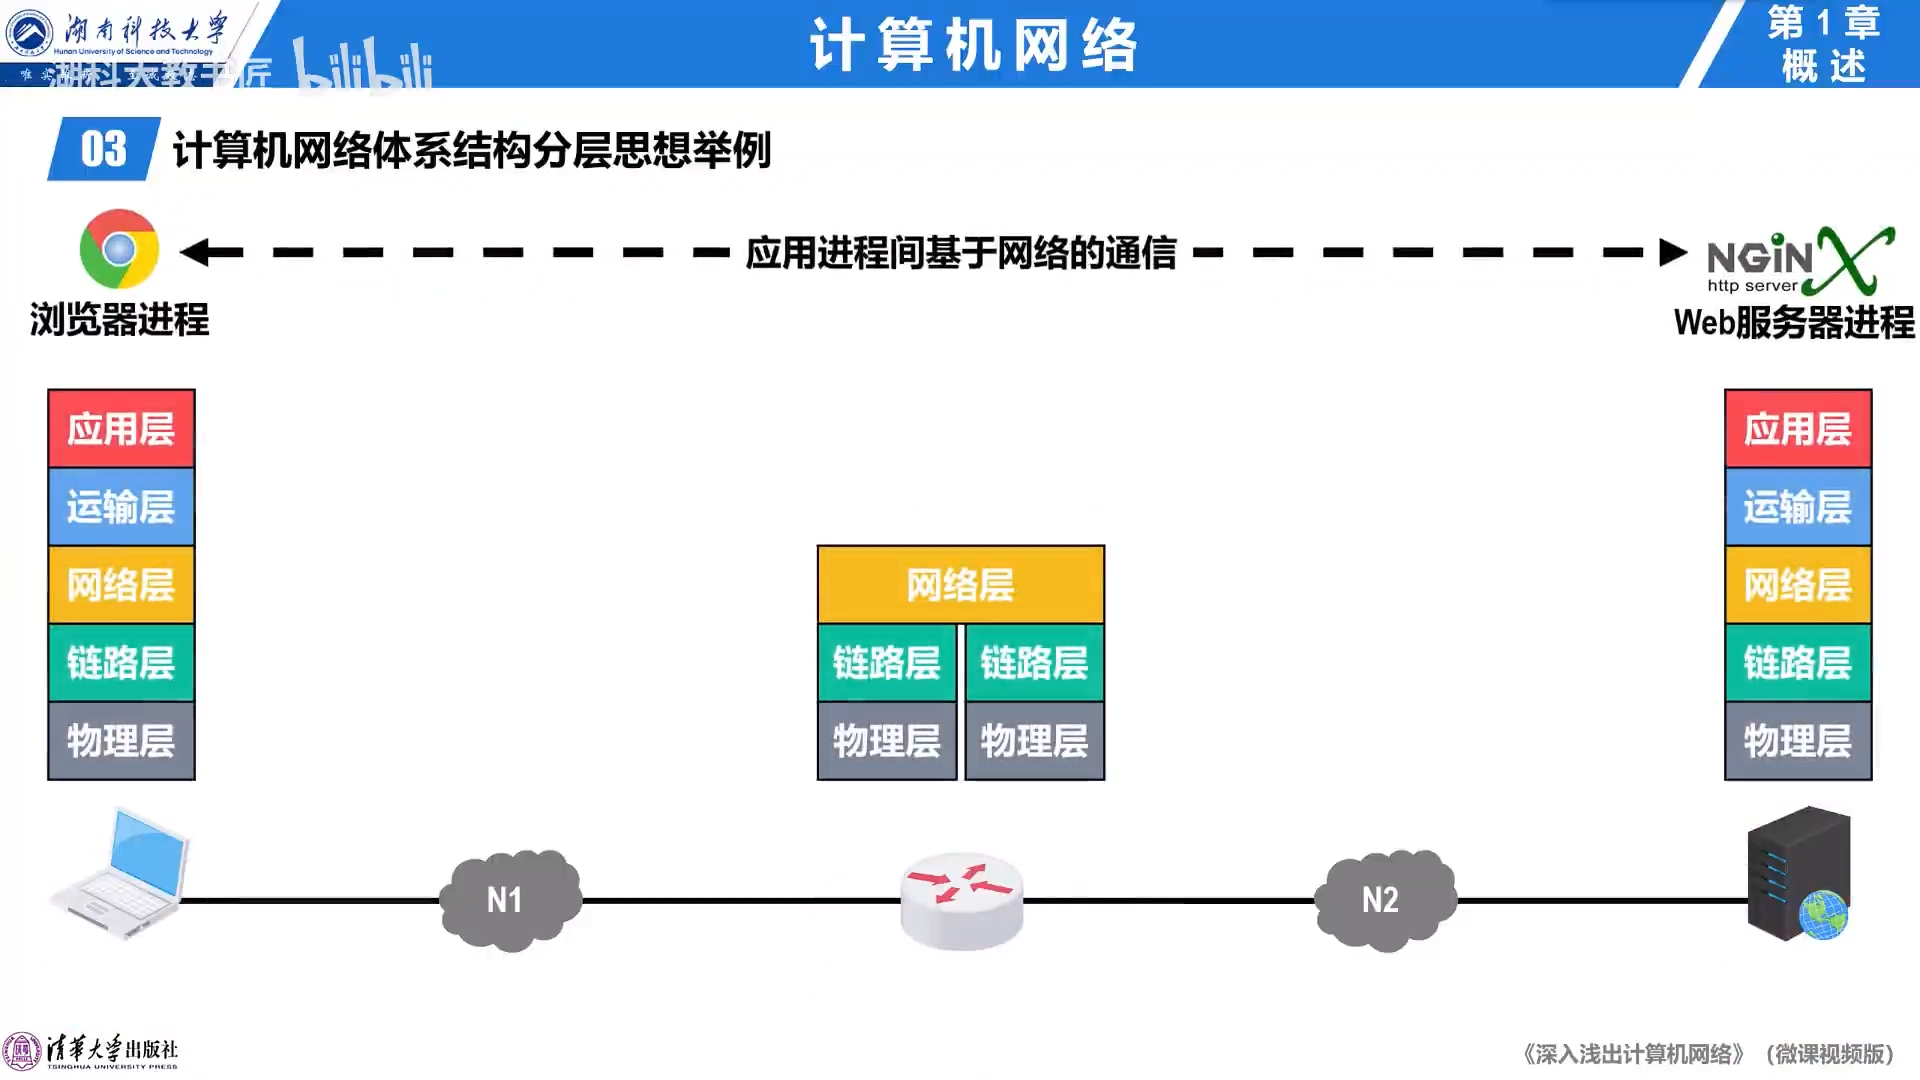 湖南科技大学
Hunan University of Science and Technology
湖科大教书匠 bilibili
计算机网络
第1章
概述
03 计算机网络体系结构分层思想举例
应用进程间基于网络的通信
NGiNX
http server
浏览器进程
Web服务器进程
应用层
运输层
网络层
链路层
物理层
网络层
链路层 链路层
物理层 物理层
应用层
运输层
网络层
链路层
物理层
N1
N2
清华大学出版社
TSINGHUA UNIVERSITY PRESS
《深入浅出计算机网络》（微课视频版）